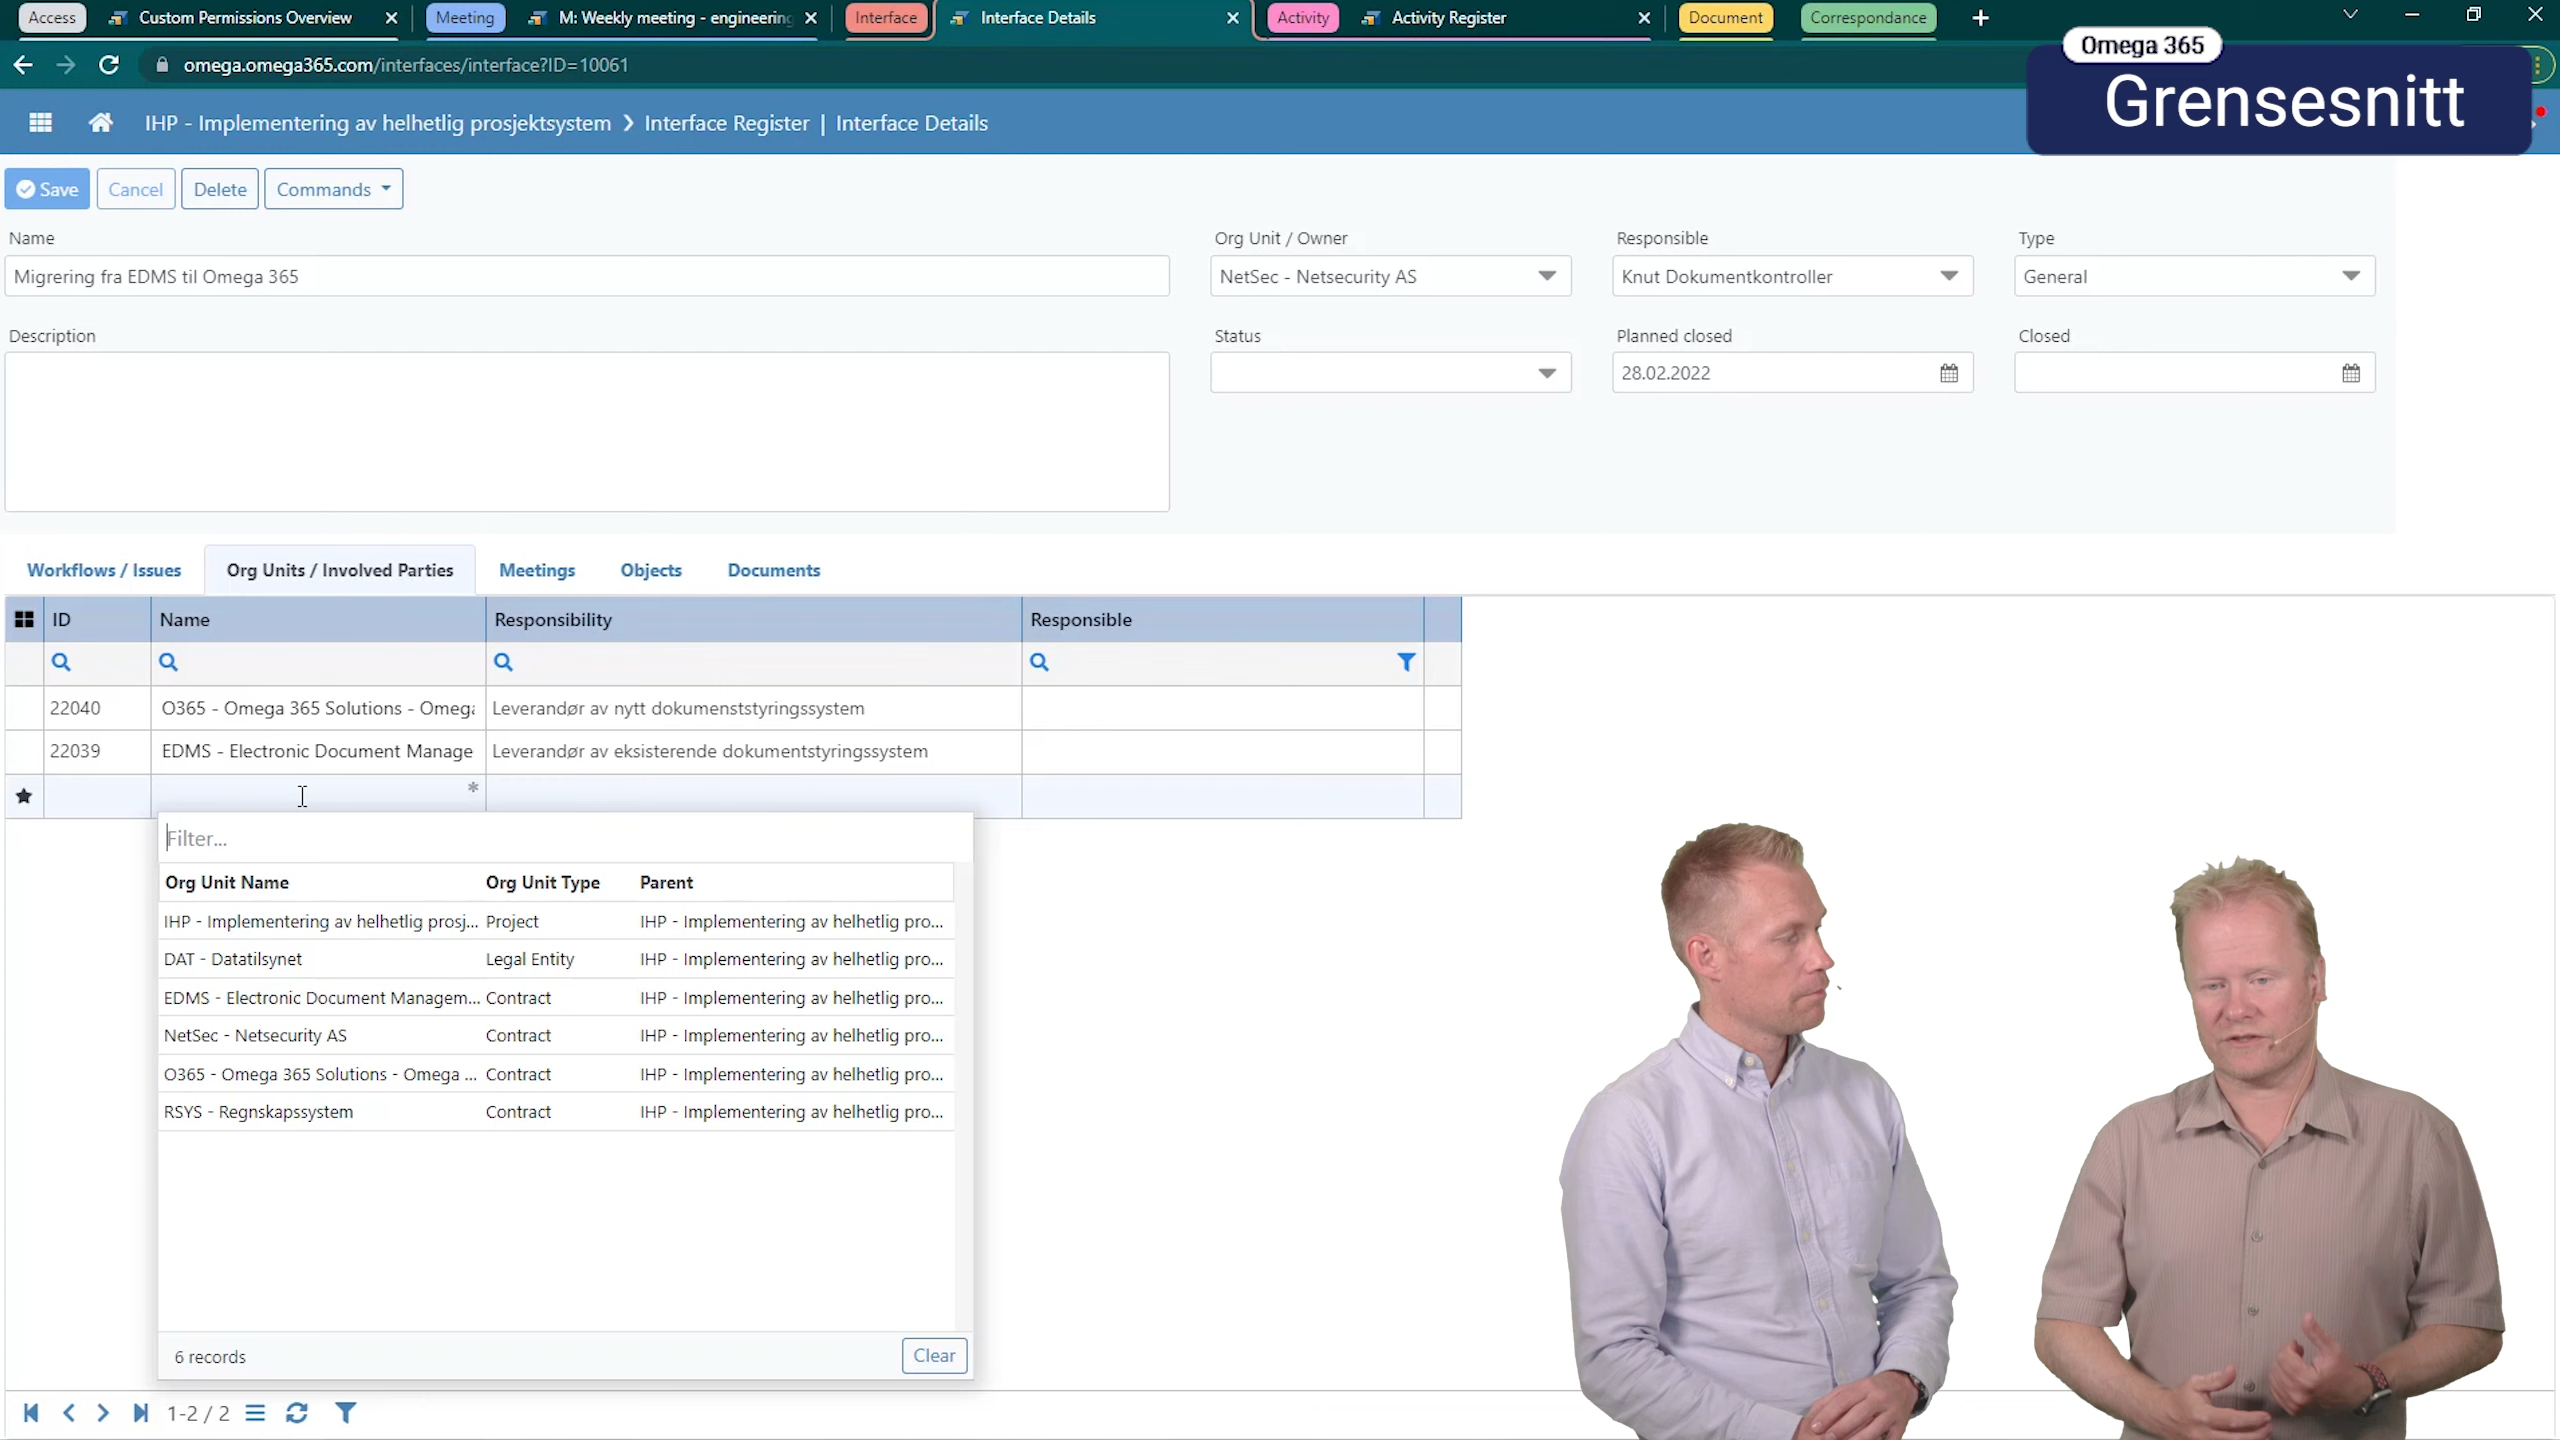 Access
Custom Permissions Overview
Meeting
M: Weekly meeting - engineering
Interface
Interface Details
Activity
Activity Register
Document
Correspondance
omega.omega365.com/interfaces/interface?ID=10061
Omega 365
Grensesnitt
IHP - Implementering av helhetlig prosjektsystem > Interface Register | Interface Details
Save
Cancel
Delete
Commands
Name
Org Unit / Owner
Responsible
Type
Migrering fra EDMS til Omega 365
NetSec - Netsecurity AS
Knut Dokumentkontroller
General
Description
Status
Planned closed
Closed
28.02.2022
Workflows / Issues
Org Units / Involved Parties
Meetings
Objects
Documents
ID
Name
Responsibility
Responsible
22040
O365 - Omega 365 Solutions - Omega
Leverandør av nytt dokumenststyringssystem
22039
EDMS - Electronic Document Manage
Leverandør av eksisterende dokumentstyringssystem
*
Filter...
Org Unit Name
Org Unit Type
Parent
IHP - Implementering av helhetlig prosj...
Project
IHP - Implementering av helhetlig pro...
DAT - Datatilsynet
Legal Entity
IHP - Implementering av helhetlig pro...
EDMS - Electronic Document Managem...
Contract
IHP - Implementering av helhetlig pro...
NetSec - Netsecurity AS
Contract
IHP - Implementering av helhetlig pro...
O365 - Omega 365 Solutions - Omega ...
Contract
IHP - Implementering av helhetlig pro...
RSYS - Regnskapssystem
Contract
IHP - Implementering av helhetlig pro...
6 records
Clear
1-2 / 2